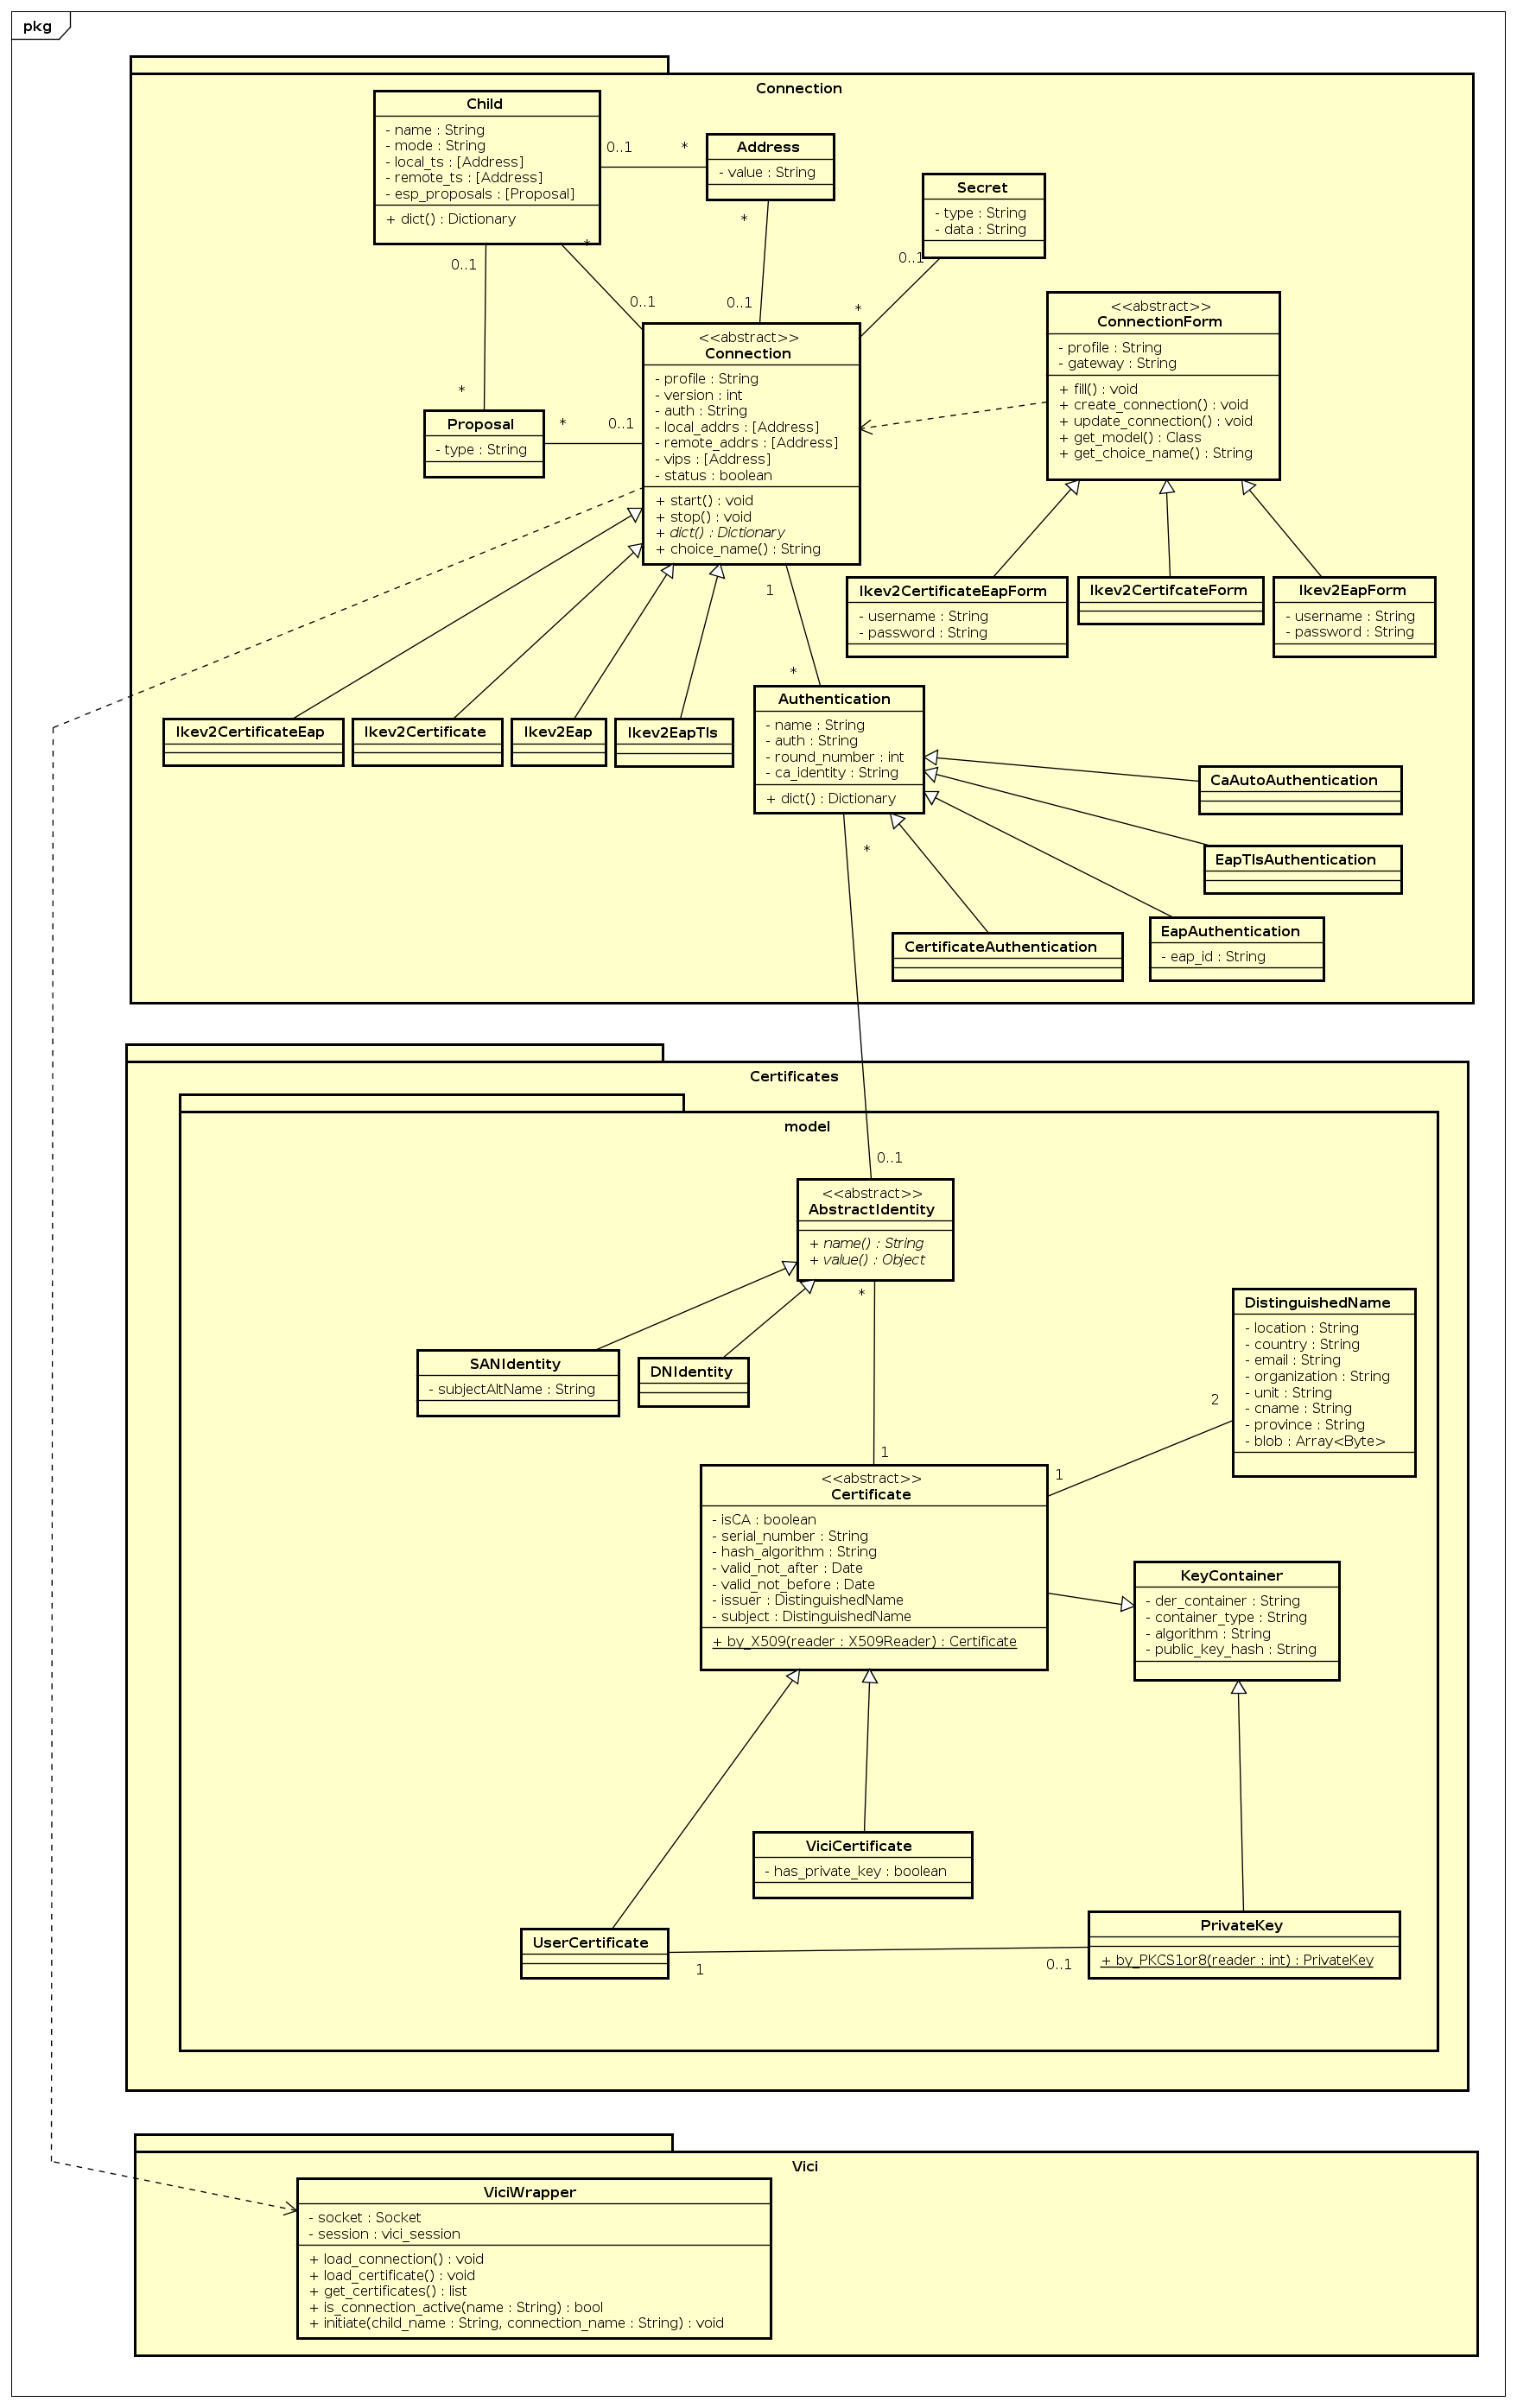 pkg
Connection
Child
- name : String
- mode : String
- local_ts : [Address]
- remote_ts : [Address]
- esp_proposals : [Proposal]
+ dict() : Dictionary
0..1
*
Address
- value : String
Secret
- type : String
- data : String
*
*
0..1
0..1
0..1
0..1
*
<<abstract>>
ConnectionForm
- profile : String
- gateway : String
+ fill() : void
+ create_connection() : void
+ update_connection() : void
+ get_model() : Class
+ get_choice_name() : String
<<abstract>>
Connection
- profile : String
- version : int
- auth : String
- local_addrs : [Address]
- remote_addrs : [Address]
- vips : [Address]
- status : boolean
+ start() : void
+ stop() : void
+ dict() : Dictionary
+ choice_name() : String
*
Proposal
- type : String
*
0..1
1
*
Ikev2CertificateEapForm
- username : String
- password : String
Ikev2CertifcateForm
Ikev2EapForm
- username : String
- password : String
Ikev2CertificateEap
Ikev2Certificate
Ikev2Eap
Ikev2EapTls
Authentication
- name : String
- auth : String
- round_number : int
- ca_identity : String
+ dict() : Dictionary
*
CaAutoAuthentication
EapTlsAuthentication
EapAuthentication
- eap_id : String
CertificateAuthentication
Certificates
model
0..1
<<abstract>>
AbstractIdentity
+ name() : String
+ value() : Object
*
SANIdentity
- subjectAltName : String
DNIdentity
DistinguishedName
- location : String
- country : String
- email : String
- organization : String
- unit : String
- cname : String
- province : String
- blob : Array<Byte>
2
1
1
<<abstract>>
Certificate
- isCA : boolean
- serial_number : String
- hash_algorithm : String
- valid_not_after : Date
- valid_not_before : Date
- issuer : DistinguishedName
- subject : DistinguishedName
+ by_X509(reader : X509Reader) : Certificate
KeyContainer
- der_container : String
- container_type : String
- algorithm : String
- public_key_hash : String
ViciCertificate
- has_private_key : boolean
UserCertificate
1
0..1
PrivateKey
+ by_PKCS1or8(reader : int) : PrivateKey
Vici
ViciWrapper
- socket : Socket
- session : vici_session
+ load_connection() : void
+ load_certificate() : void
+ get_certificates() : list
+ is_connection_active(name : String) : bool
+ initiate(child_name : String, connection_name : String) : void